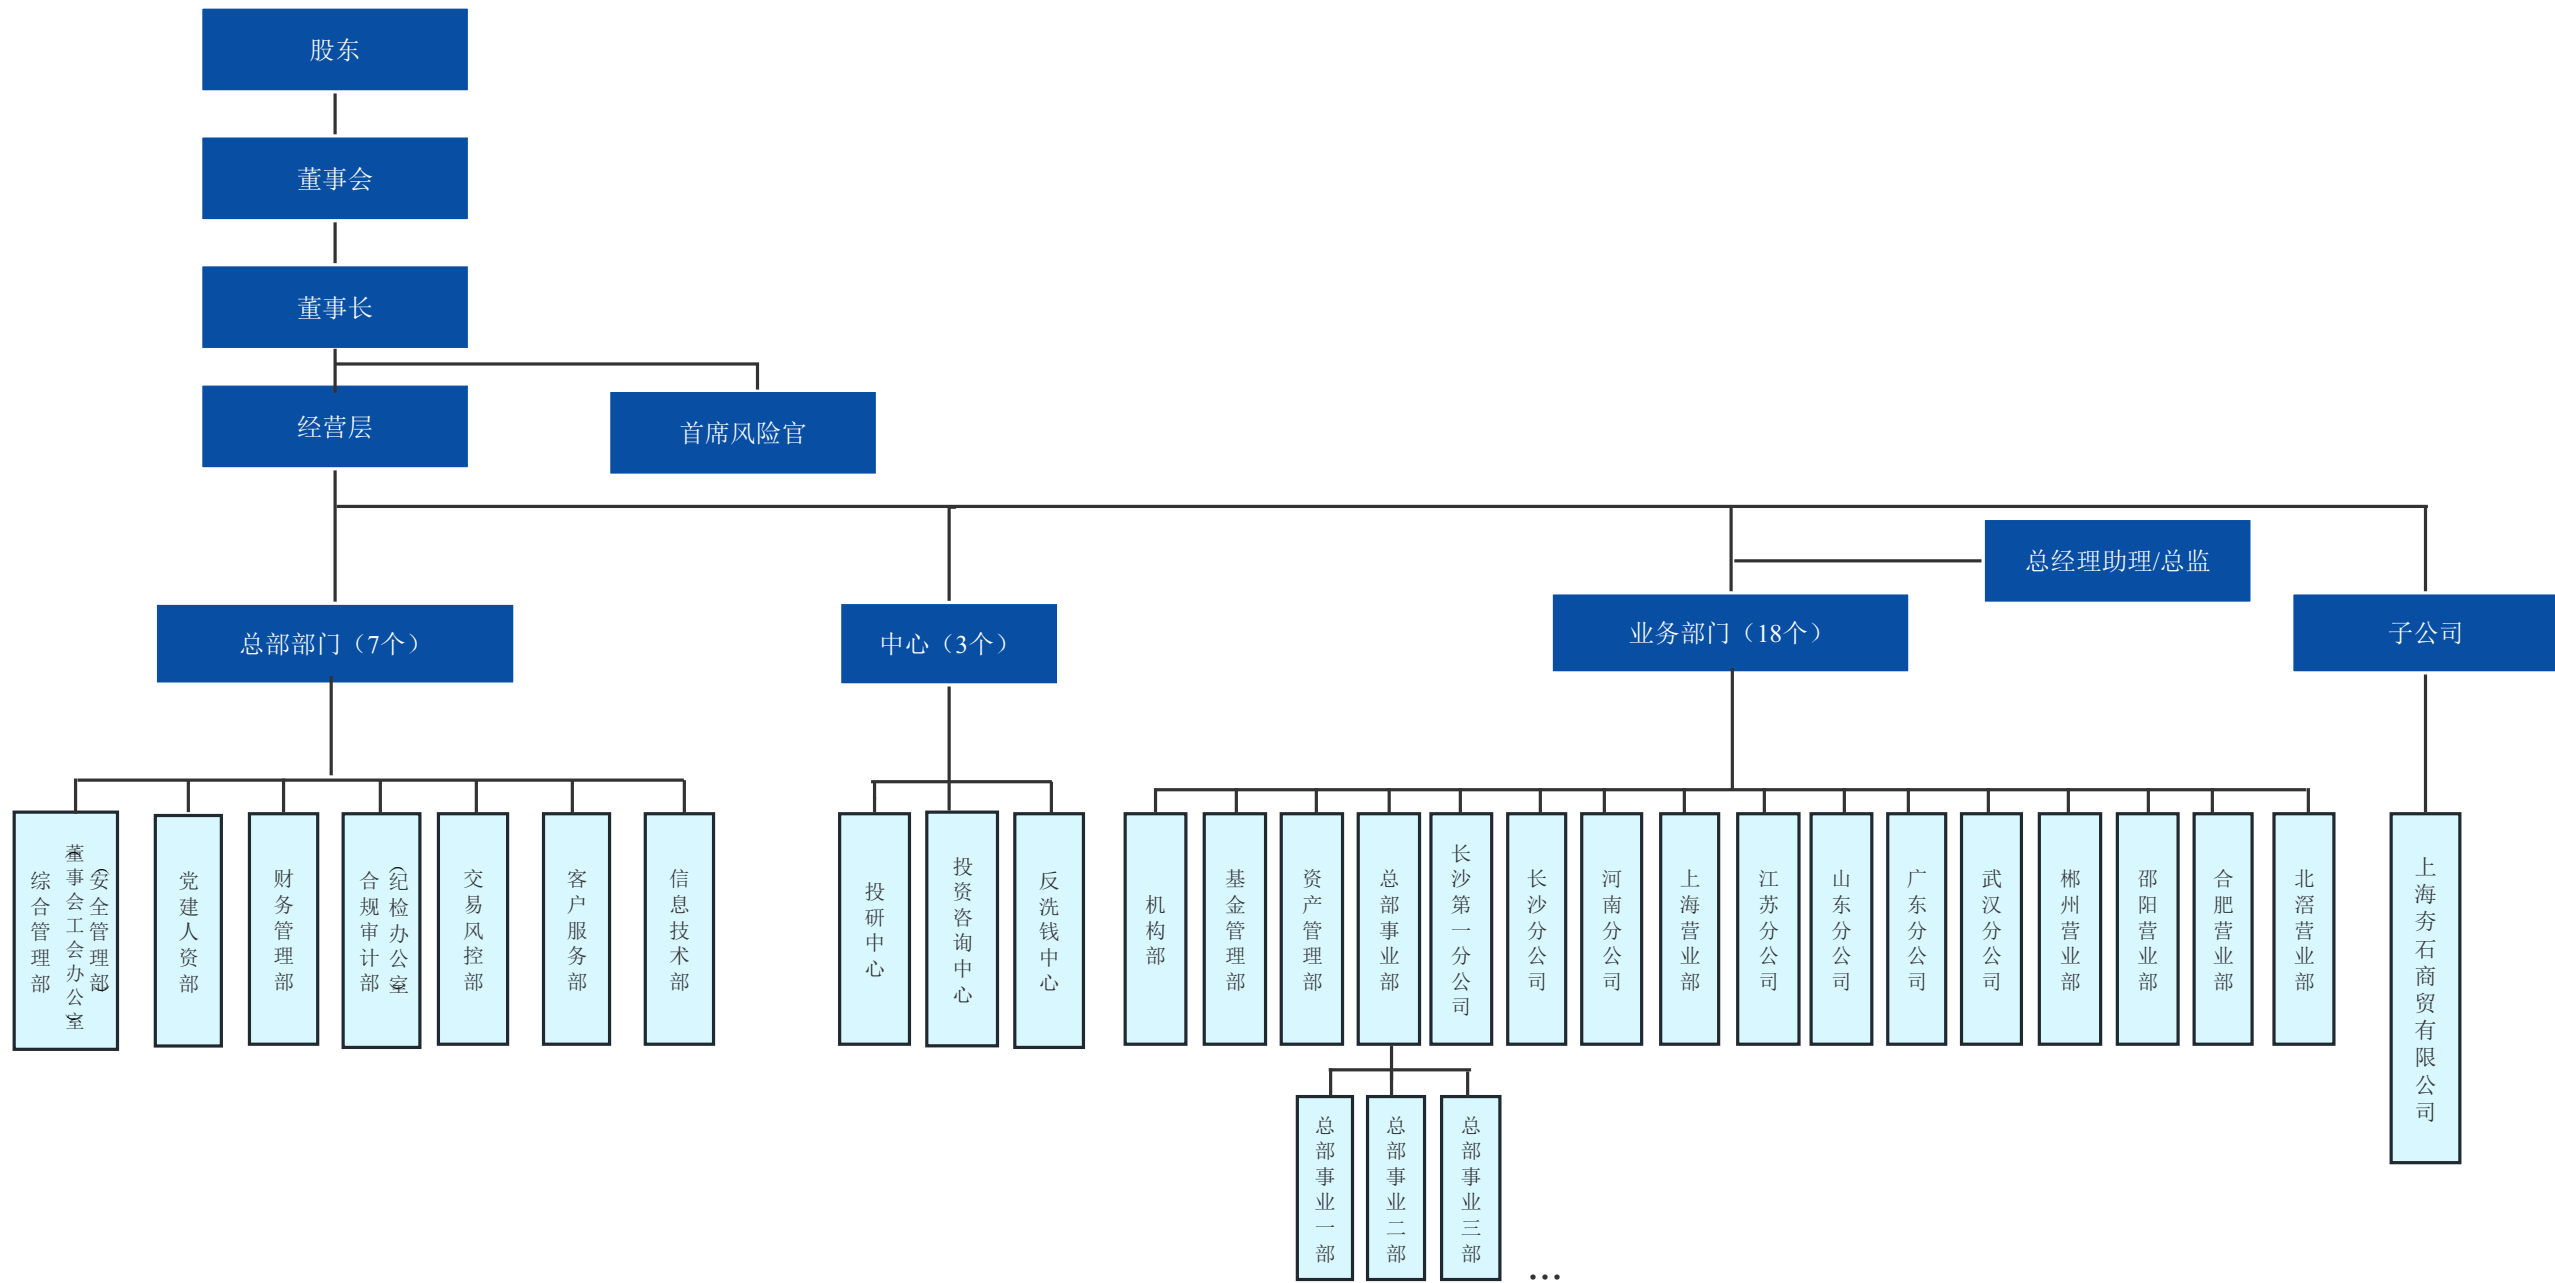 股东
董事会
董事长
经营层
首席风险官
总经理助理/总监
总部部门（7个）
中心（3个）
业务部门（18个）
子公司
综合管理部
（董事会工会办公室）
（安全管理部）
党建人资部
财务管理部
合规审计部
（纪检办公室）
交易风控部
客户服务部
信息技术部
投研中心
投资咨询中心
反洗钱中心
机构部
基金管理部
资产管理部
总部事业部
长沙第一分公司
长沙分公司
河南分公司
上海营业部
江苏分公司
山东分公司
广东分公司
武汉分公司
郴州营业部
邵阳营业部
合肥营业部
北滘营业部
上海夯石商贸有限公司
总部事业一部
总部事业二部
总部事业三部
...